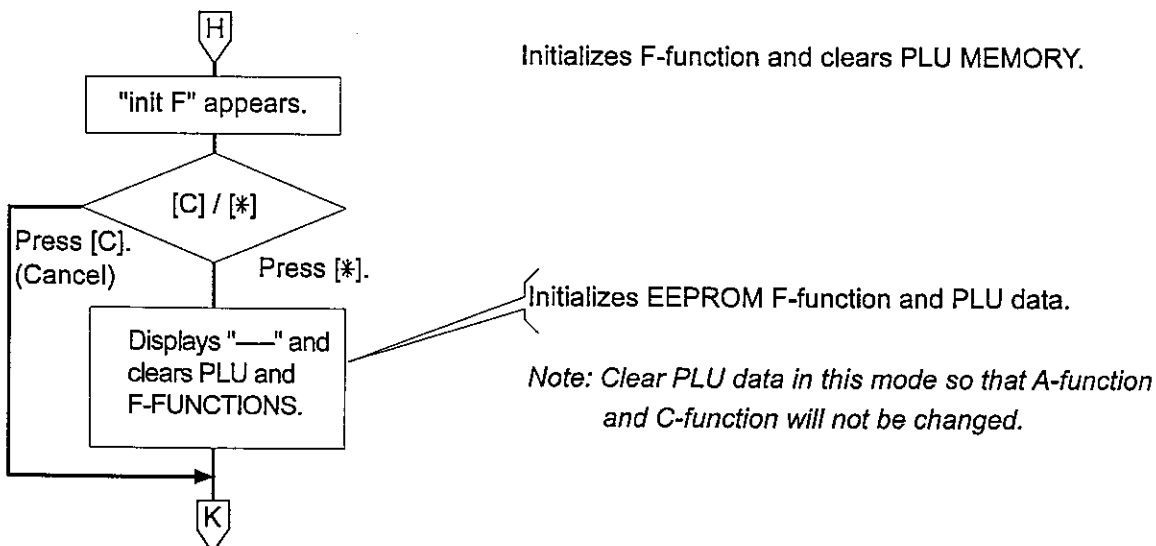 H
Initializes F-function and clears PLU MEMORY.
"init F" appears.
[C] / [*]
Press [C].
(Cancel)
Press [*].
Initializes EEPROM F-function and PLU data.
Displays "-----" and
clears PLU and
F-FUNCTIONS.
Note: Clear PLU data in this mode so that A-function
and C-function will not be changed.
K